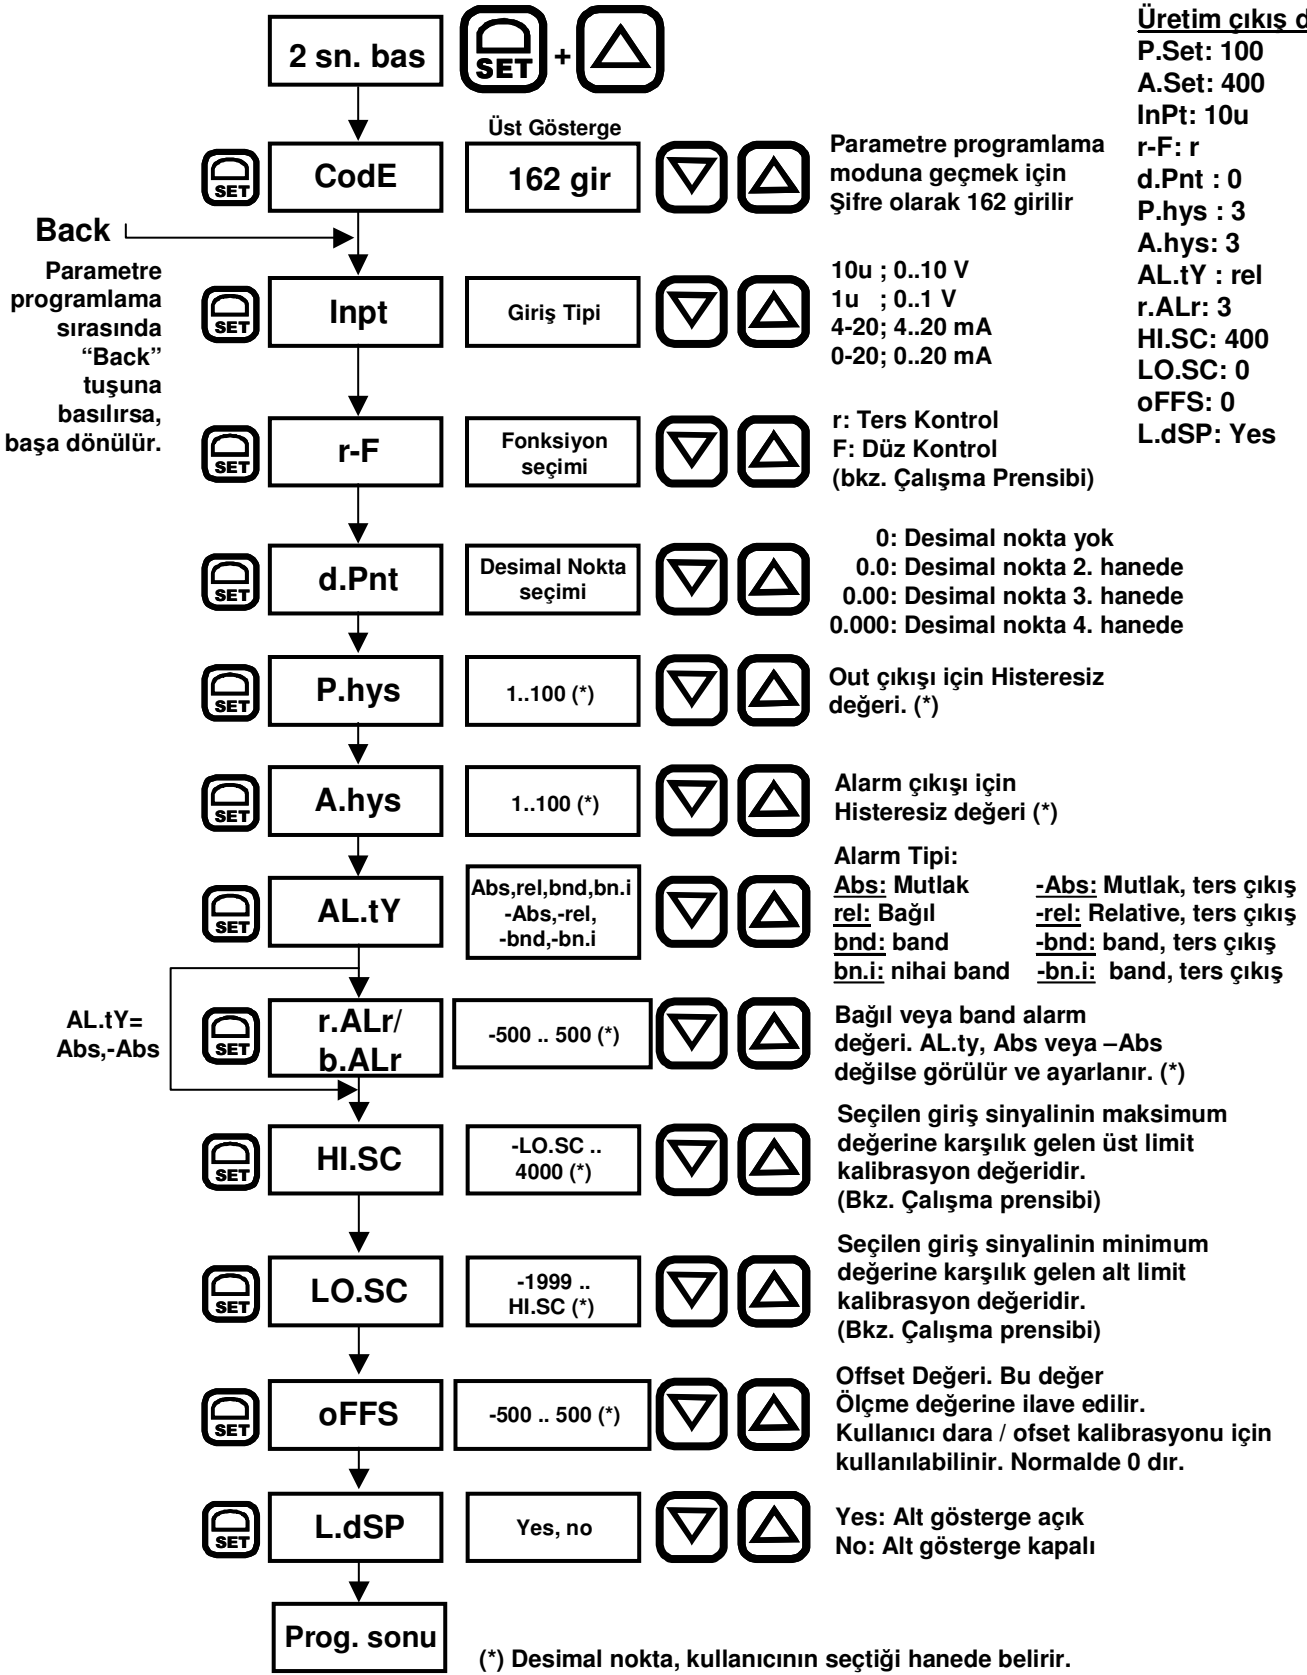 2 sn. bas
SET
+
Üretim çıkış d
P.Set: 100
A.Set: 400
InPt: 10u
r-F: r
d.Pnt : 0
P.hys : 3
A.hys: 3
AL.tY : rel
r.ALr: 3
HI.SC: 400
LO.SC: 0
oFFS: 0
L.dSP: Yes
Üst Gösterge
SET
CodE
162 gir
Parametre programlama
moduna geçmek için
Şifre olarak 162 girilir
Back
Parametre
programlama
sırasında
“Back”
tuşuna
basılırsa,
başa dönülür.
SET
Inpt
Giriş Tipi
10u ; 0..10 V
1u ; 0..1 V
4-20; 4..20 mA
0-20; 0..20 mA
SET
r-F
Fonksiyon
seçimi
r: Ters Kontrol
F: Düz Kontrol
(bkz. Çalışma Prensibi)
SET
d.Pnt
Desimal Nokta
seçimi
0: Desimal nokta yok
0.0: Desimal nokta 2. hanede
0.00: Desimal nokta 3. hanede
0.000: Desimal nokta 4. hanede
SET
P.hys
1..100 (*)
Out çıkışı için Histeresiz
değeri. (*)
SET
A.hys
1..100 (*)
Alarm çıkışı için
Histeresiz değeri (*)
SET
AL.tY
Abs,rel,bnd,bn.i
-Abs,-rel,
-bnd,-bn.i
Alarm Tipi:
Abs: Mutlak -Abs: Mutlak, ters çıkış
rel: Bağıl -rel: Relative, ters çıkış
bnd: band -bnd: band, ters çıkış
bn.i: nihai band -bn.i: band, ters çıkış
AL.tY=
Abs,-Abs
SET
r.ALr/
b.ALr
-500 .. 500 (*)
Bağıl veya band alarm
değeri. AL.ty, Abs veya –Abs
değilse görülür ve ayarlanır. (*)
SET
HI.SC
-LO.SC ..
4000 (*)
Seçilen giriş sinyalinin maksimum
değerine karşılık gelen üst limit
kalibrasyon değeridir.
(Bkz. Çalışma prensibi)
SET
LO.SC
-1999 ..
HI.SC (*)
Seçilen giriş sinyalinin minimum
değerine karşılık gelen alt limit
kalibrasyon değeridir.
(Bkz. Çalışma prensibi)
SET
oFFS
-500 .. 500 (*)
Offset Değeri. Bu değer
Ölçme değerine ilave edilir.
Kullanıcı dara / ofset kalibrasyonu için
kullanılabilinir. Normalde 0 dır.
SET
L.dSP
Yes, no
Yes: Alt gösterge açık
No: Alt gösterge kapalı
Prog. sonu
(*) Desimal nokta, kullanıcının seçtiği hanede belirir.